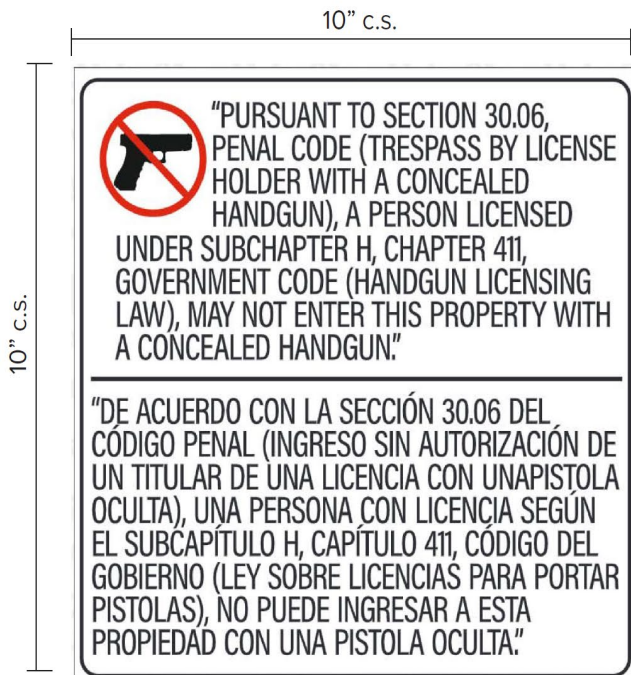 10” c.s.
10” c.s.
“PURSUANT TO SECTION 30.06,
PENAL CODE (TRESPASS BY LICENSE
HOLDER WITH A CONCEALED
HANDGUN), A PERSON LICENSED
UNDER SUBCHAPTER H, CHAPTER 411,
GOVERNMENT CODE (HANDGUN LICENSING
LAW), MAY NOT ENTER THIS PROPERTY WITH
A CONCEALED HANDGUN.”
“DE ACUERDO CON LA SECCIÓN 30.06 DEL
CÓDIGO PENAL (INGRESO SIN AUTORIZACIÓN DE
UN TITULAR DE UNA LICENCIA CON UNAPISTOLA
OCULTA), UNA PERSONA CON LICENCIA SEGÚN
EL SUBCAPÍTULO H, CAPÍTULO 411, CÓDIGO DEL
GOBIERNO (LEY SOBRE LICENCIAS PARA PORTAR
PISTOLAS), NO PUEDE INGRESAR A ESTA
PROPIEDAD CON UNA PISTOLA OCULTA.”